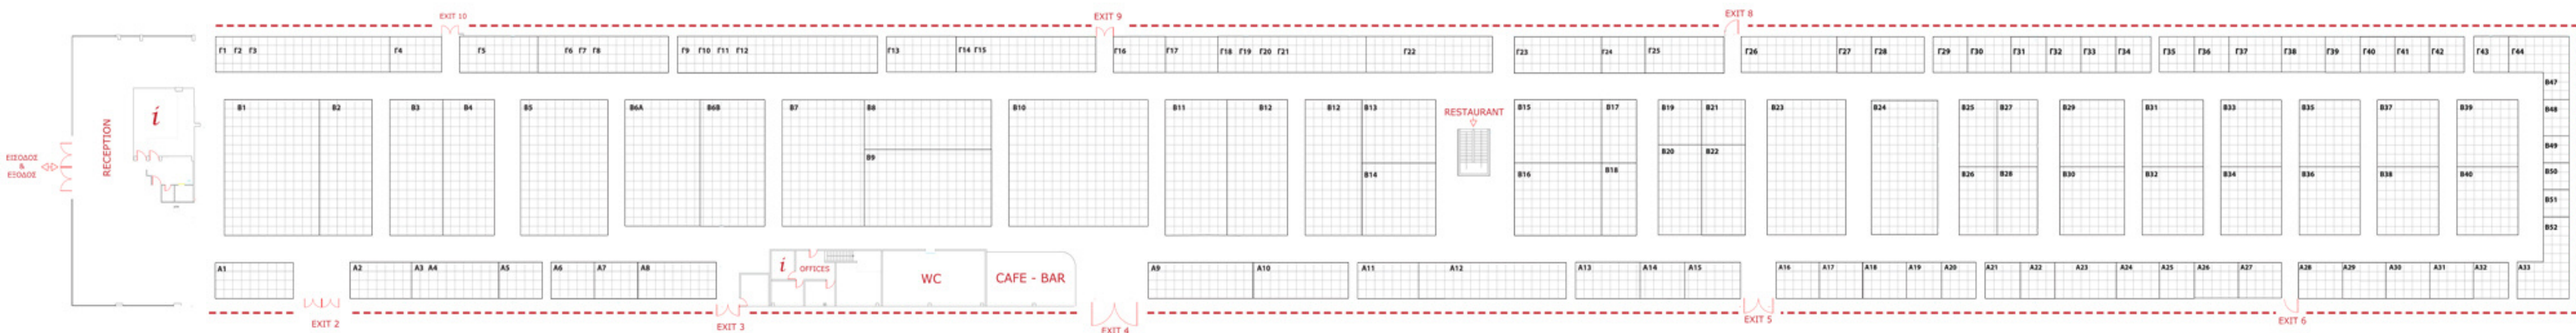 EXIT 10
EXIT 9
EXIT 8
Γ1 Γ2 Γ3 Γ4 Γ5 Γ6 Γ7 Γ8 Γ9 Γ10 Γ11 Γ12 Γ13 Γ14 Γ15 Γ16 Γ17 Γ18 Γ19 Γ20 Γ21 Γ22 Γ23 Γ24 Γ25 Γ26 Γ27 Γ28 Γ29 Γ30 Γ31 Γ32 Γ33 Γ34 Γ35 Γ36 Γ37 Γ38 Γ39 Γ40 Γ41 Γ42 Γ43 Γ44
B47
B1 B2 B3 B4 B5 B6A B6B B7 B8 B10 B11 B12 B12 B13 B15 B17 B19 B21 B23 B24 B25 B27 B29 B31 B33 B35 B37 B39 B48
RESTAURANT
i
RECEPTION
ΕΙΣΟΔΟΣ
&
ΕΞΟΔΟΣ
B9 B20 B22 B49
B14 B16 B18 B26 B28 B30 B32 B34 B36 B38 B40 B50
B51
B52
A1 A2 A3 A4 A5 A6 A7 A8 A9 A10 A11 A12 A13 A14 A15 A16 A17 A18 A19 A20 A21 A22 A23 A24 A25 A26 A27 A28 A29 A30 A31 A32 A33
i OFFICES
WC
CAFE - BAR
EXIT 2
EXIT 3
EXIT 4
EXIT 5
EXIT 6